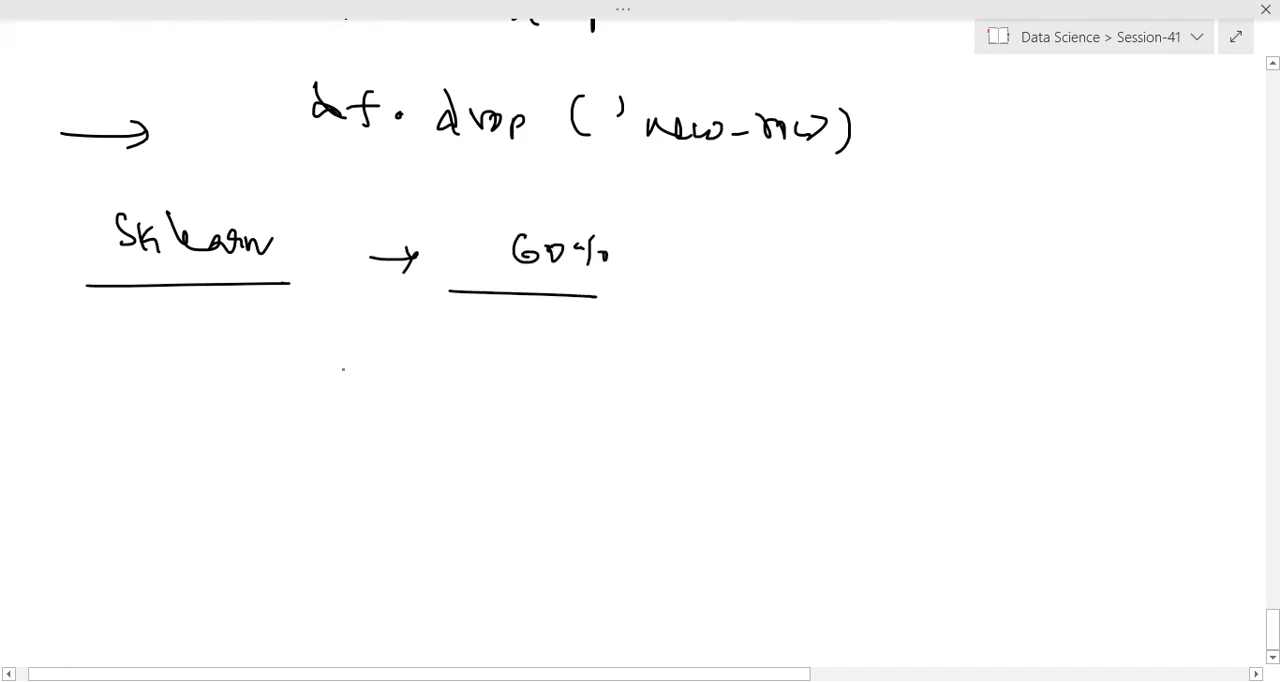 Data Science > Session-41
→ df. drop ( ' new-row)
Sklearn → 60%